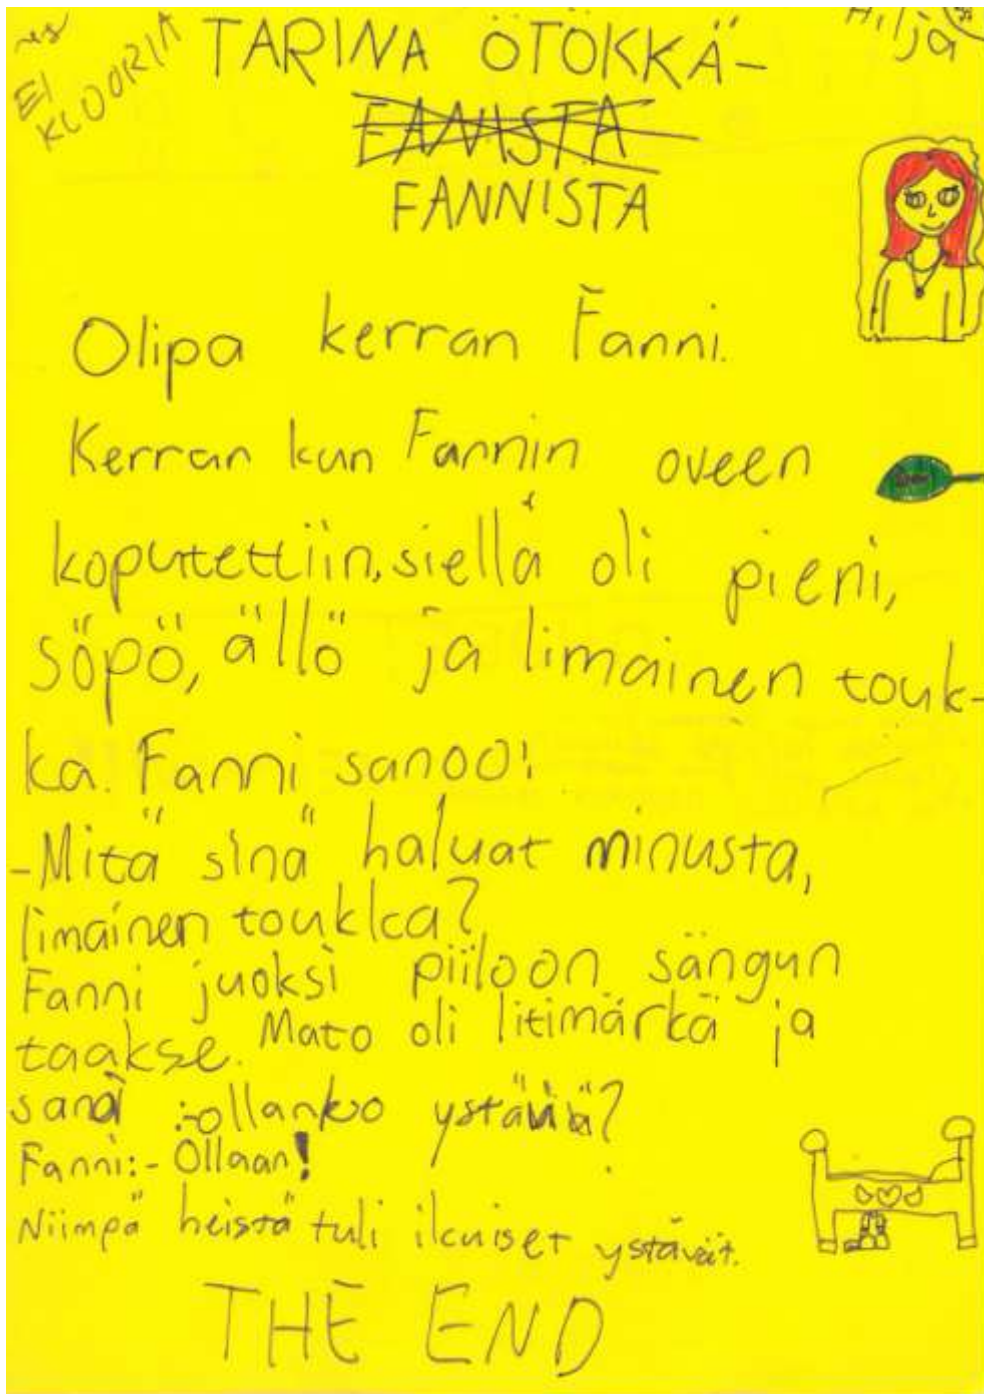 EI
KLOORIA
Hilja
TARINA ÖTÖKKÄ-
FANISTA
FANNISTA
Olipa kerran Fanni.
Kerran kun Fannin oveen
koputettiin, siellä oli pieni,
söpö, ällö ja limainen touk-
ka. Fanni sanoo:
-Mitä sinä haluat minusta,
limainen toukka?
Fanni juoksi piiloon sängun
taakse. Mato oli litimärkä ja
sanoi :-ollanko ystäviä?
Fanni:- Ollaan!
Niimpä heistä tuli ikuiset ystävät.
THE END